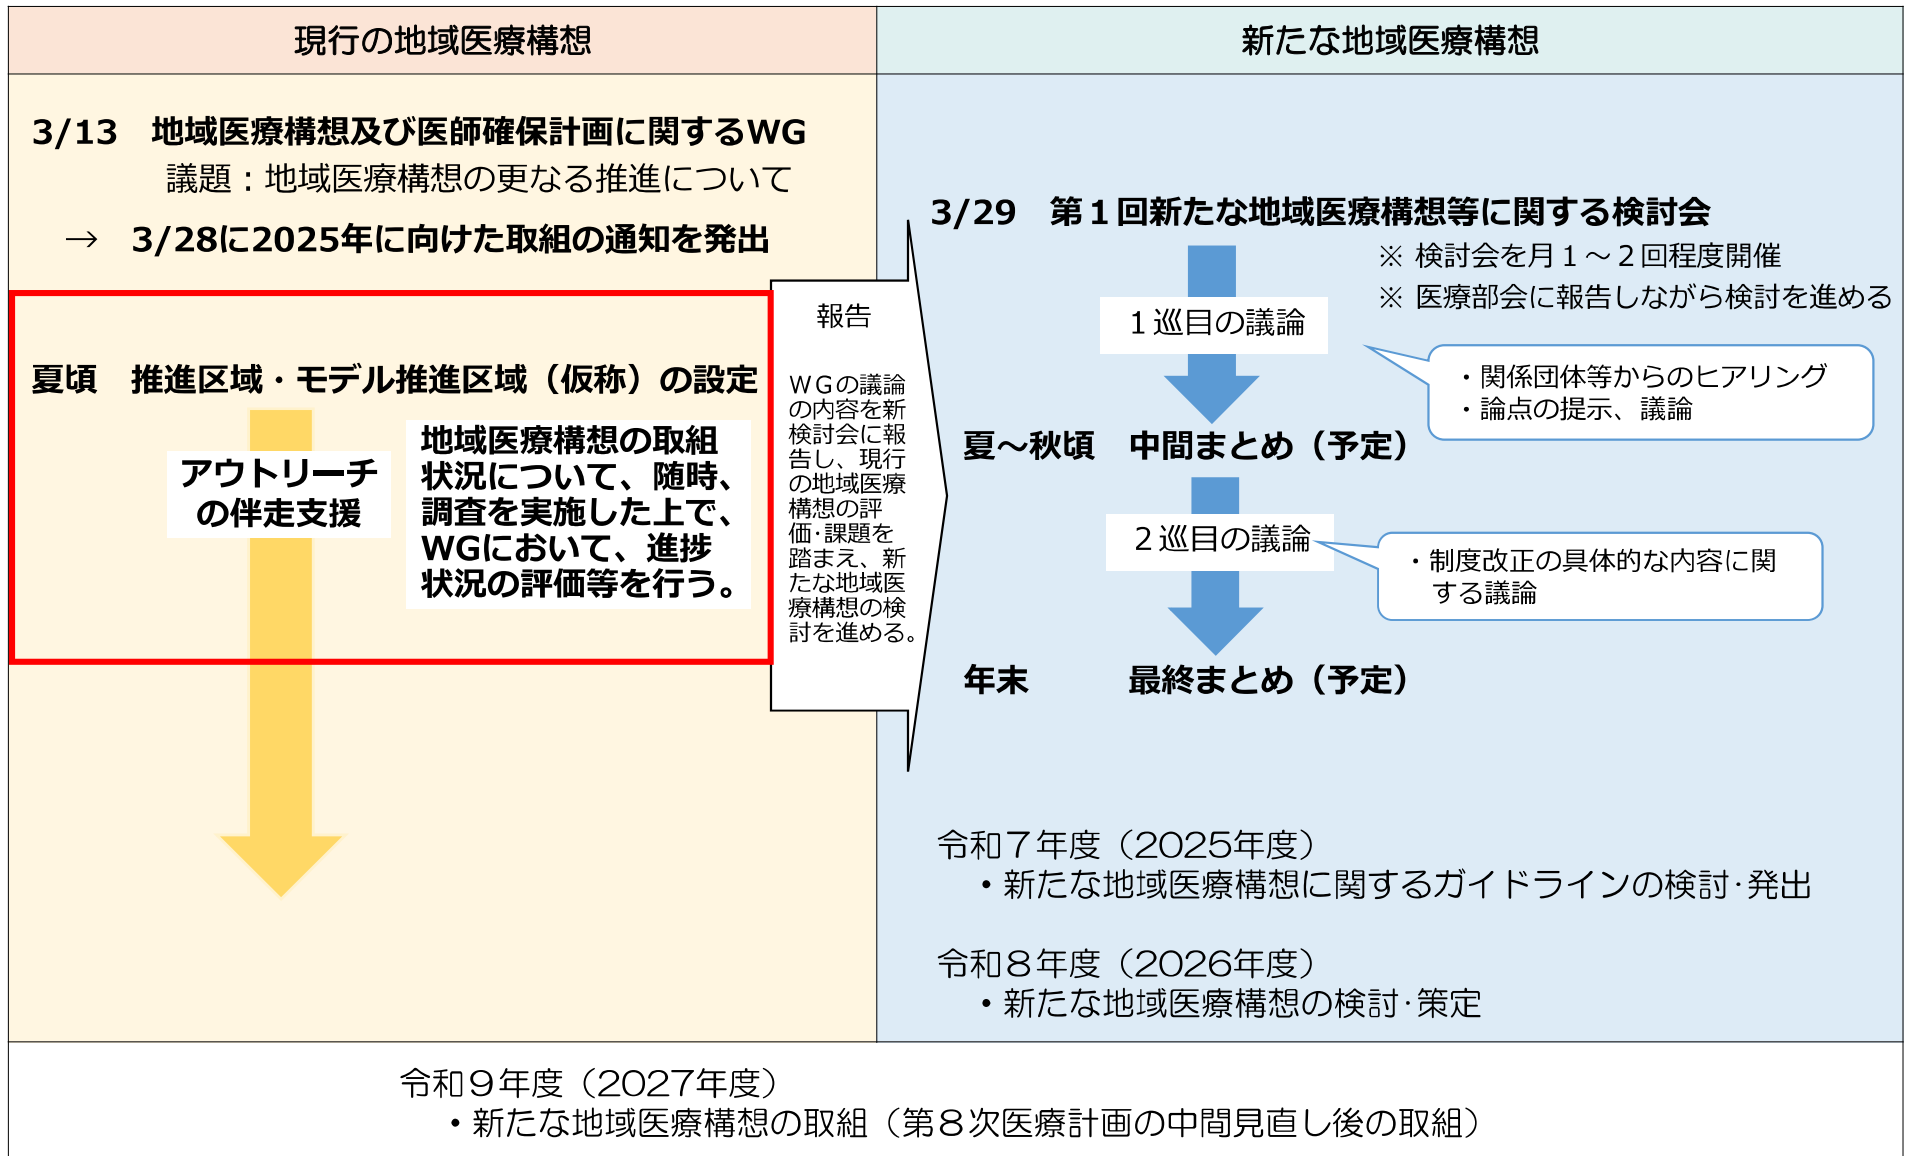 現行の地域医療構想
新たな地域医療構想
3/13　地域医療構想及び医師確保計画に関するWG
議題：地域医療構想の更なる推進について
→　3/28に2025年に向けた取組の通知を発出
夏頃　推進区域・モデル推進区域（仮称）の設定
アウトリーチ
の伴走支援
地域医療構想の取組
状況について、随時、
調査を実施した上で、
WGにおいて、進捗
状況の評価等を行う。
報告
ＷＧの議論
の内容を新
検討会に報
告し、現行
の地域医療
構想の評
価･課題を
踏まえ、新
たな地域医
療構想の検
討を進める。
3/29　第１回新たな地域医療構想等に関する検討会
※ 検討会を月１～２回程度開催
※ 医療部会に報告しながら検討を進める
１巡目の議論
・関係団体等からのヒアリング
・論点の提示、議論
夏～秋頃　中間まとめ（予定）
２巡目の議論
・制度改正の具体的な内容に関
する議論
年末　　　最終まとめ（予定）
令和７年度（2025年度）
・新たな地域医療構想に関するガイドラインの検討･発出
令和８年度（2026年度）
・新たな地域医療構想の検討･策定
令和９年度（2027年度）
・新たな地域医療構想の取組（第８次医療計画の中間見直し後の取組）